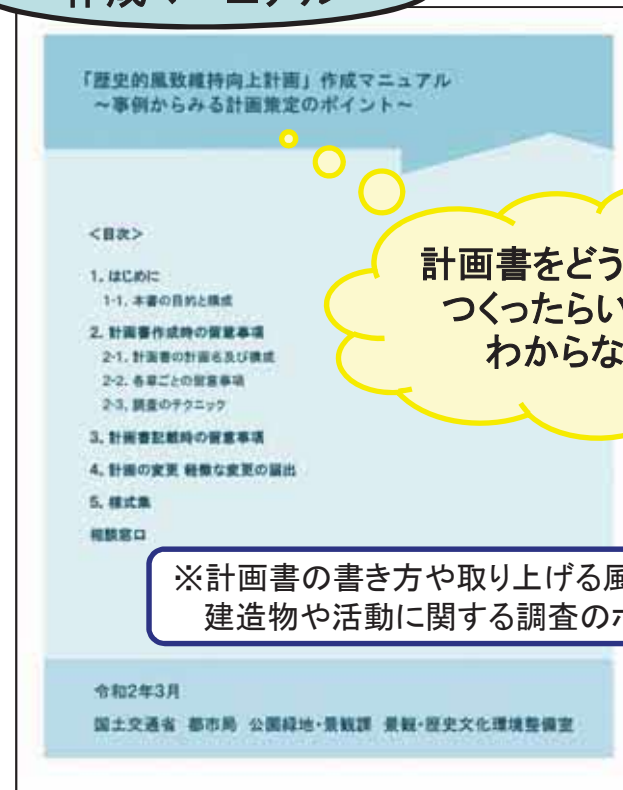 作成マニュアル
「歴史的風致維持向上計画」作成マニュアル
～事例からみる計画策定のポイント～
<目次>
1. はじめに
1-1. 本書の目的と構成
2. 計画書作成時の留意事項
2-1. 計画書の計画名及び構成
2-2. 各章ごとの留意事項
2-3. 調査のテクニック
3. 計画書記載時の留意事項
4. 計画の変更 軽微な変更の届出
5. 様式集
相談窓口
計画書をどう
つくったらい
わからな
※計画書の書き方や取り上げる風
建造物や活動に関する調査のポ
令和2年3月
国土交通省 都市局 公園緑地・景観課 景観・歴史文化環境整備室